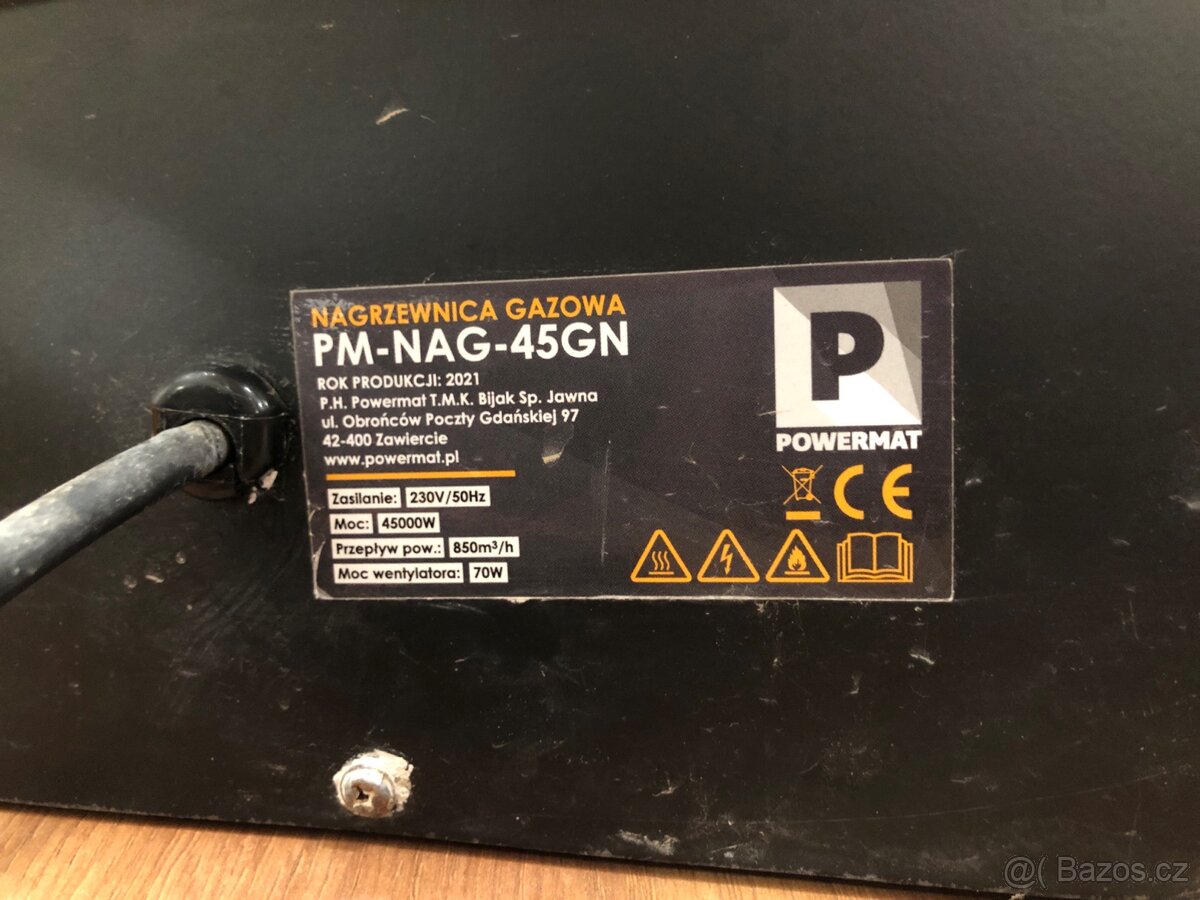 NAGRZEWNICA GAZOWA
PM-NAG-45GN
ROK PRODUKCJI: 2021
P.H. Powermat T.M.K. Bijak Sp. Jawna
ul. Obrońców Poczty Gdańskiej 97
42-400 Zawiercie
www.powermat.pl
Zasilanie: 230V/50Hz
Moc: 45000W
Przepływ pow.: 850m³/h
Moc wentylatora: 70W
P
POWERMAT
CE
@( Bazos.cz